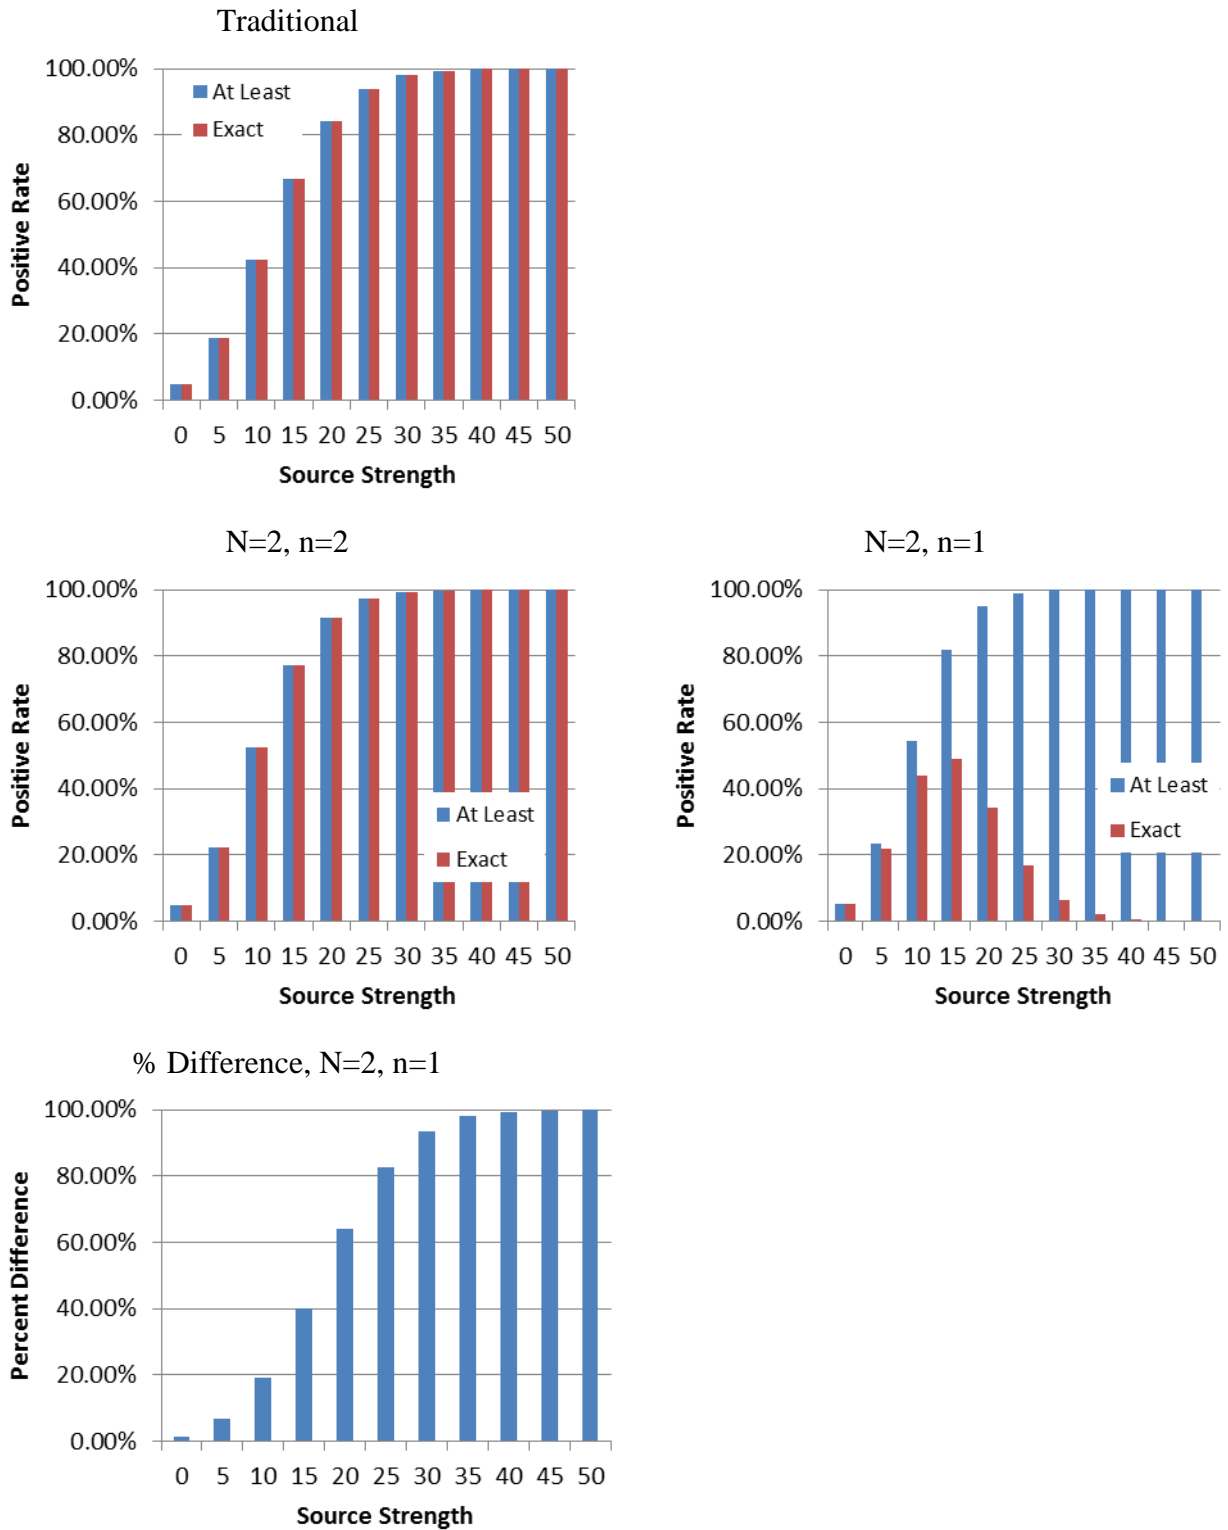 Traditional
100.00%
80.00%
60.00%
40.00%
20.00%
0.00%
Positive Rate
At Least
Exact
0 5 10 15 20 25 30 35 40 45 50
Source Strength
N=2, n=2
100.00%
80.00%
60.00%
40.00%
20.00%
0.00%
Positive Rate
At Least
Exact
0 5 10 15 20 25 30 35 40 45 50
Source Strength
N=2, n=1
100.00%
80.00%
60.00%
40.00%
20.00%
0.00%
Positive Rate
At Least
Exact
0 5 10 15 20 25 30 35 40 45 50
Source Strength
% Difference, N=2, n=1
100.00%
80.00%
60.00%
40.00%
20.00%
0.00%
Percent Difference
0 5 10 15 20 25 30 35 40 45 50
Source Strength